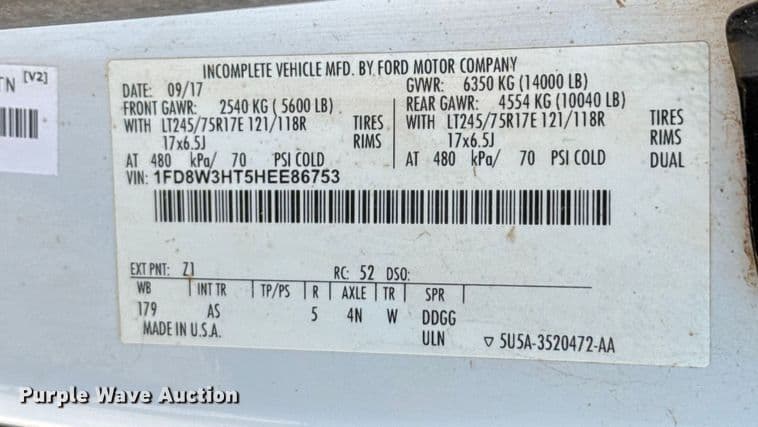 TN [V2]
INCOMPLETE VEHICLE MFD. BY FORD MOTOR COMPANY
DATE: 09/17 GVWR: 6350 KG (14000 LB)
FRONT GAWR: 2540 KG ( 5600 LB) REAR GAWR: 4554 KG (10040 LB)
WITH LT245/75R17E 121/118R TIRES WITH LT245/75R17E 121/118R TIRES
17x6.5J RIMS 17x6.5J RIMS
AT 480 kPa/ 70 PSI COLD AT 480 kPa/ 70 PSI COLD DUAL
VIN: 1FD8W3HT5HEE86753
EXT PNT: Z1 RC: 52 DSO:
WB INT TR TP/PS R AXLE TR SPR
179 AS 5 4N W DDGG
MADE IN U.S.A. ULN ▽ 5U5A-3520472-AA
Purple Wave Auction